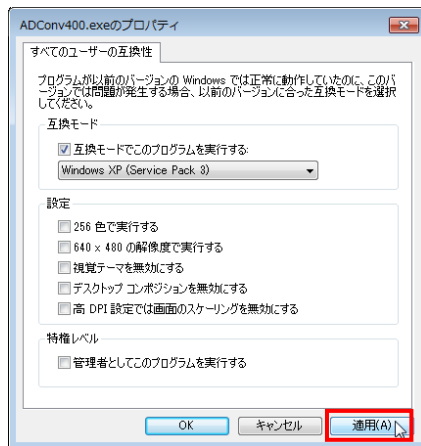 ADConv400.exeのプロパティ
すべてのユーザーの互換性
プログラムが以前のバージョンの Windows では正常に動作していたのに、このバ
ージョンでは問題が発生する場合、以前のバージョンに合った互換モードを選択
してください。
互換モード
互換モードでこのプログラムを実行する:
Windows XP (Service Pack 3)
設定
256 色で実行する
640 x 480 の解像度で実行する
視覚テーマを無効にする
デスクトップ コンポジションを無効にする
高 DPI 設定では画面のスケーリングを無効にする
特権レベル
管理者としてこのプログラムを実行する
OK
キャンセル
適用(A)